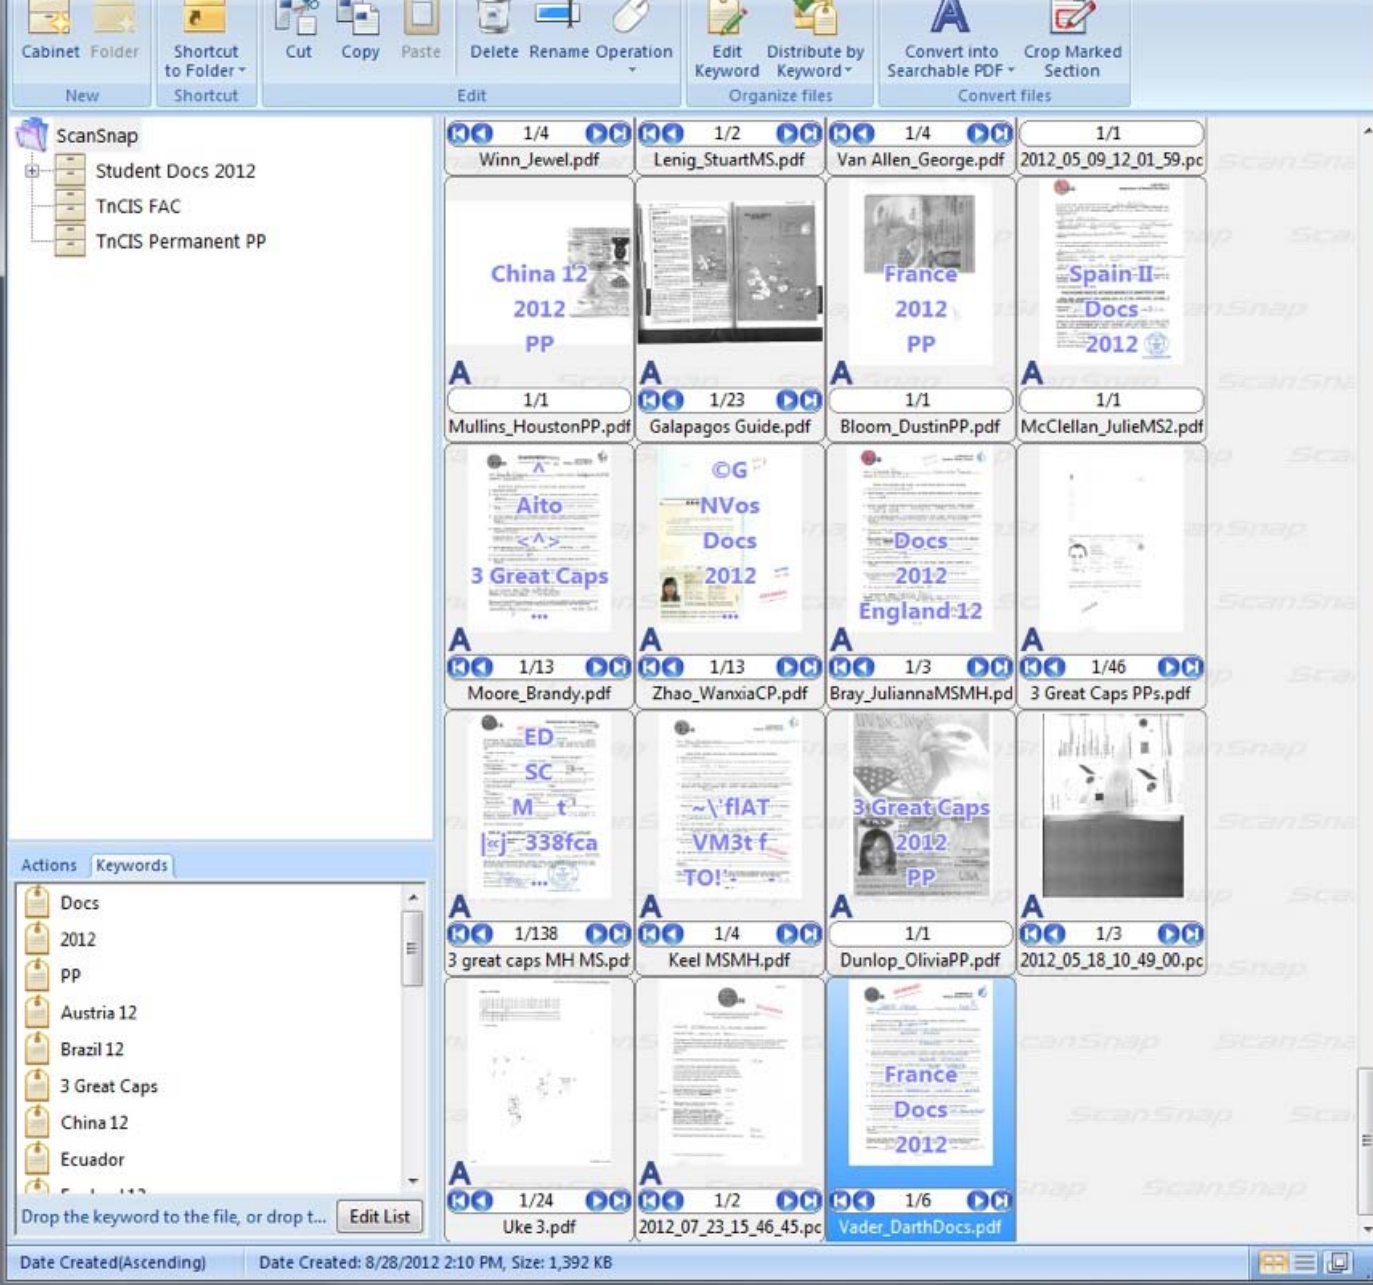 Cabinet Folder
New
Shortcut
to Folder
Shortcut
Cut Copy Paste Delete Rename Operation
Edit
Edit
Keyword
Distribute by
Keyword
Organize files
Convert into
Searchable PDF
Crop Marked
Section
Convert files
ScanSnap
Student Docs 2012
TnCIS FAC
TnCIS Permanent PP
Actions Keywords
Docs
2012
PP
Austria 12
Brazil 12
3 Great Caps
China 12
Ecuador
Drop the keyword to the file, or drop t... Edit List
1/4 1/2 1/4 1/1
Winn_Jewel.pdf Lenig_StuartMS.pdf Van Allen_George.pdf 2012_05_09_12_01_59.pc
China 12
2012
PP
A
1/1
Mullins_HoustonPP.pdf
A
1/23
Galapagos Guide.pdf
France
2012
PP
A
1/1
Bloom_DustinPP.pdf
Spain II
Docs
2012
A
1/1
McClellan_JulieMS2.pdf
^
Aito
<^>
3 Great Caps
...
A
1/13
Moore_Brandy.pdf
©G
NVos
Docs
2012
...
A
1/13
Zhao_WanxiaCP.pdf
Docs
2012
England 12
A
1/3
Bray_JuliannaMSMH.pd
A
1/46
3 Great Caps PPs.pdf
ED
SC
M t
|«j 338fca
...
A
1/138
3 great caps MH MS.pd
~\'flAT
VM3t f
TO!'
A
1/4
Keel MSMH.pdf
3 Great Caps
2012
PP
USA
A
1/1
Dunlop_OliviaPP.pdf
A
1/3
2012_05_18_10_49_00.pc
A
1/24
Uke 3.pdf
A
1/2
2012_07_23_15_46_45.pc
France
Docs
2012
1/6
Vader_DarthDocs.pdf
ScanSnap
Date Created(Ascending) Date Created: 8/28/2012 2:10 PM, Size: 1,392 KB